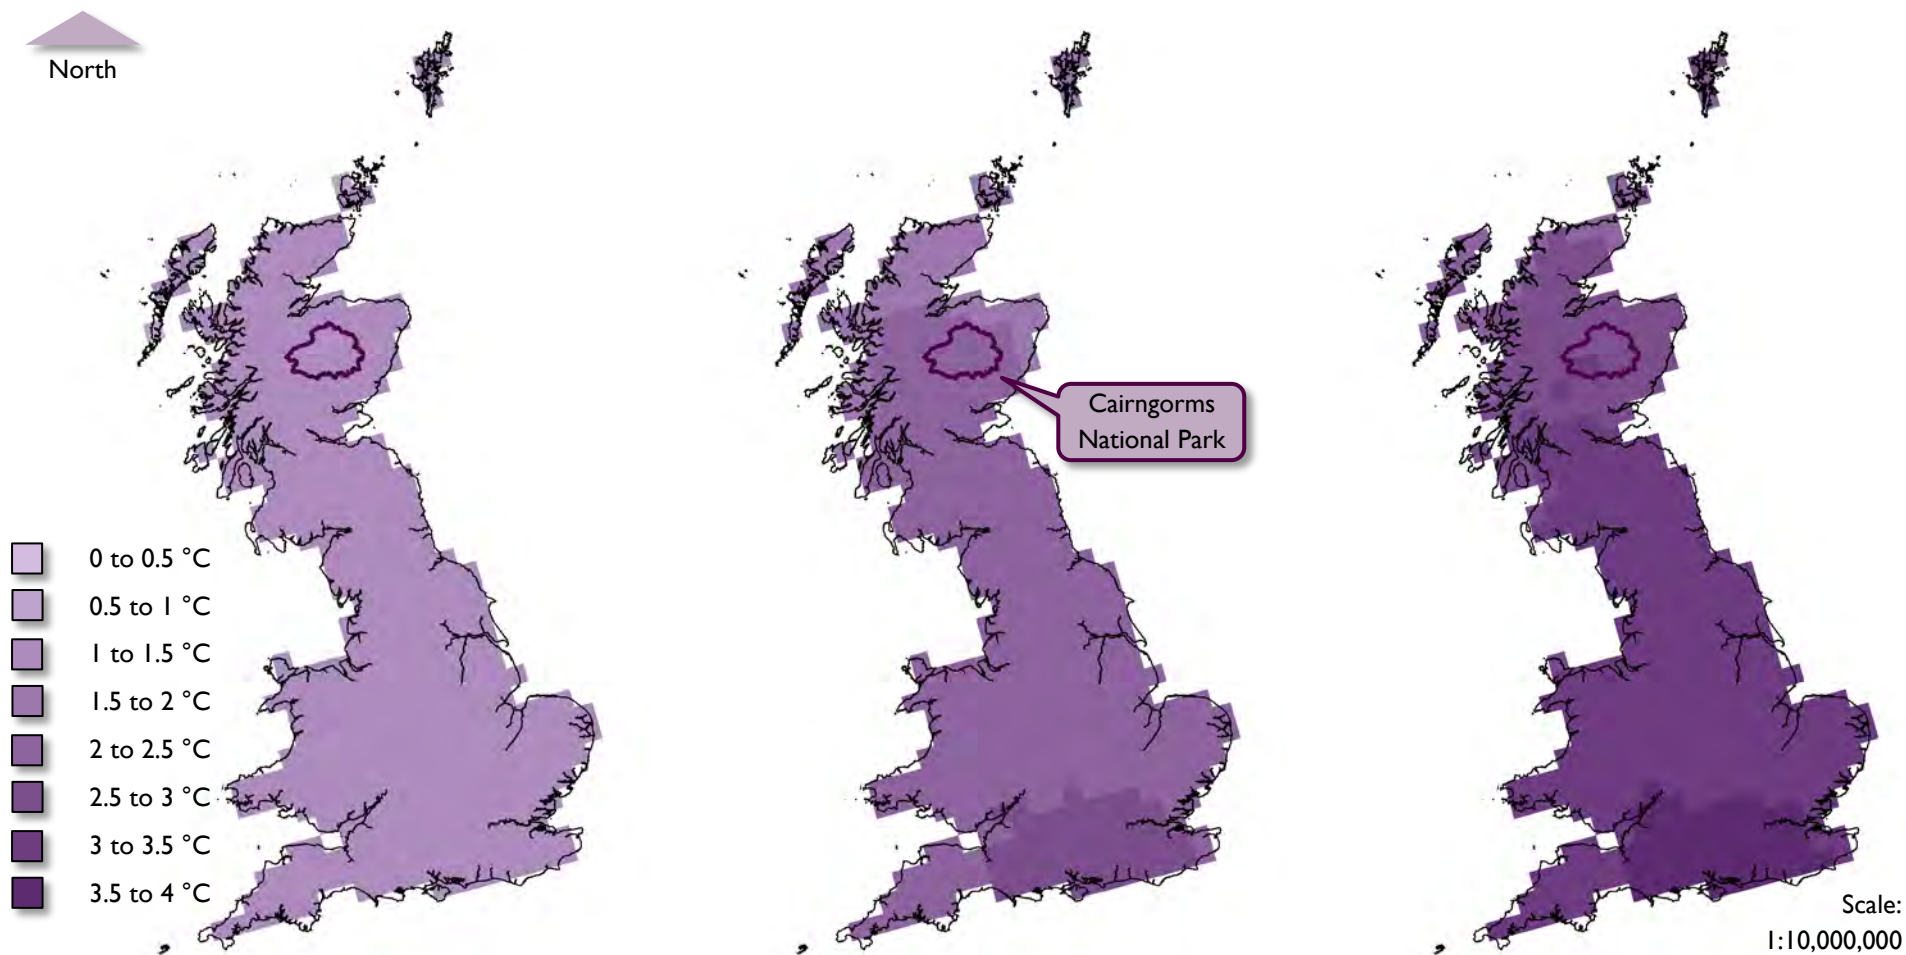 North
Cairngorms
National Park
0 to 0.5 °C
0.5 to 1 °C
1 to 1.5 °C
1.5 to 2 °C
2 to 2.5 °C
2.5 to 3 °C
3 to 3.5 °C
3.5 to 4 °C
Scale:
1:10,000,000